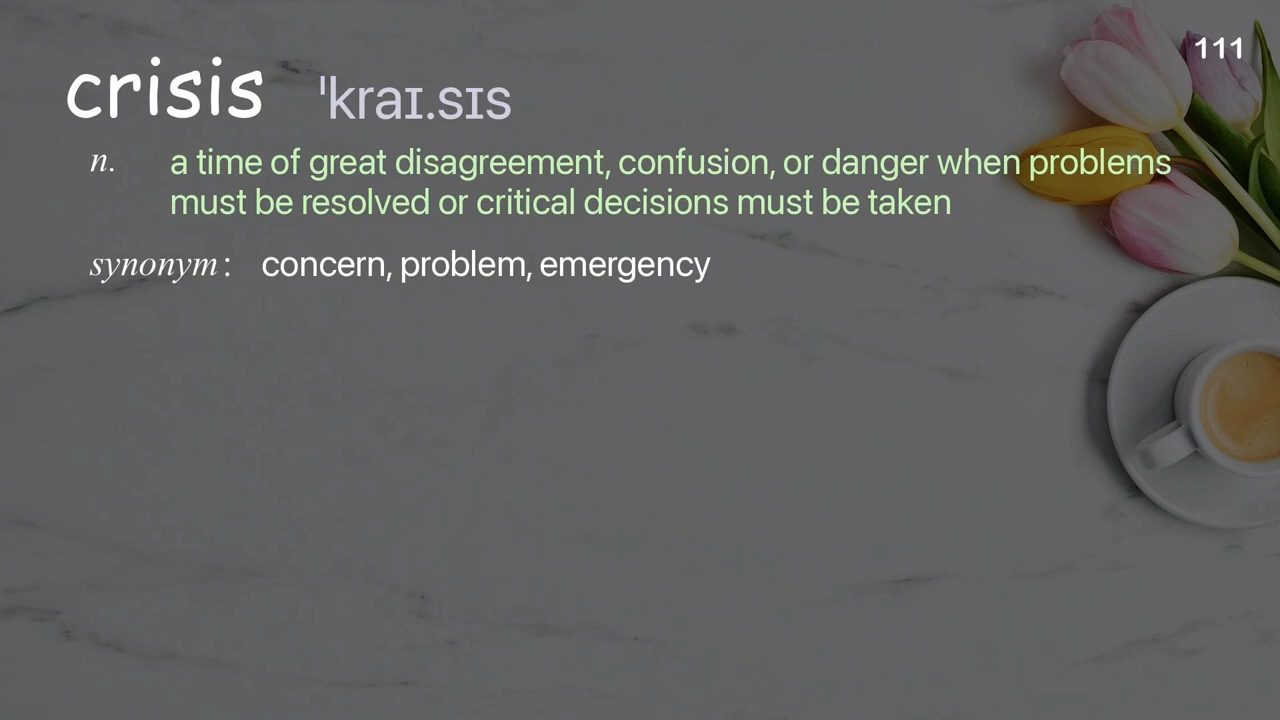 111
crisis ˈkraɪ.sɪs
n. a time of great disagreement, confusion, or danger when problems
must be resolved or critical decisions must be taken
synonym : concern, problem, emergency